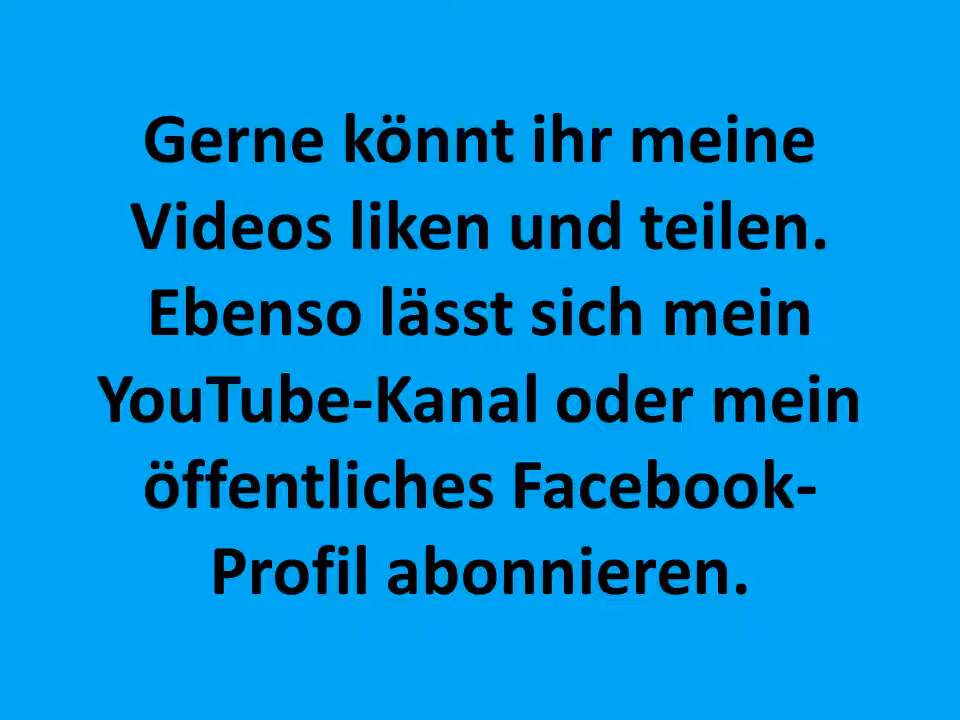 Gerne könnt ihr meine
Videos liken und teilen.
Ebenso lässt sich mein
YouTube-Kanal oder mein
öffentliches Facebook-
Profil abonnieren.